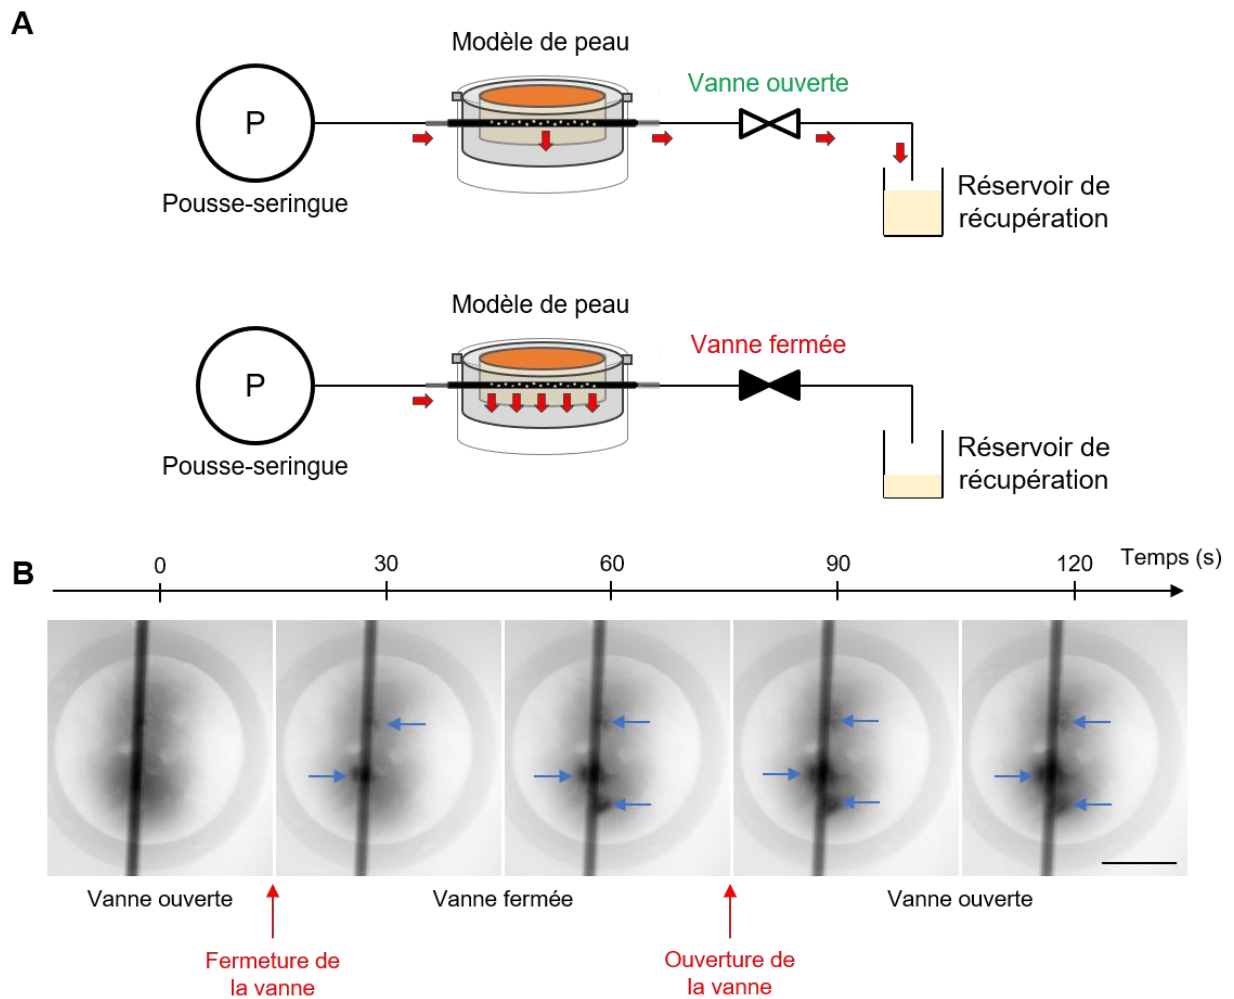 A
Modèle de peau
Vanne ouverte
P
Pousse-seringue
Réservoir de
récupération
Modèle de peau
Vanne fermée
P
Pousse-seringue
Réservoir de
récupération
B
0 30 60 90 120 Temps (s)
Vanne ouverte Vanne fermée Vanne ouverte
Fermeture de
la vanne
Ouverture de
la vanne